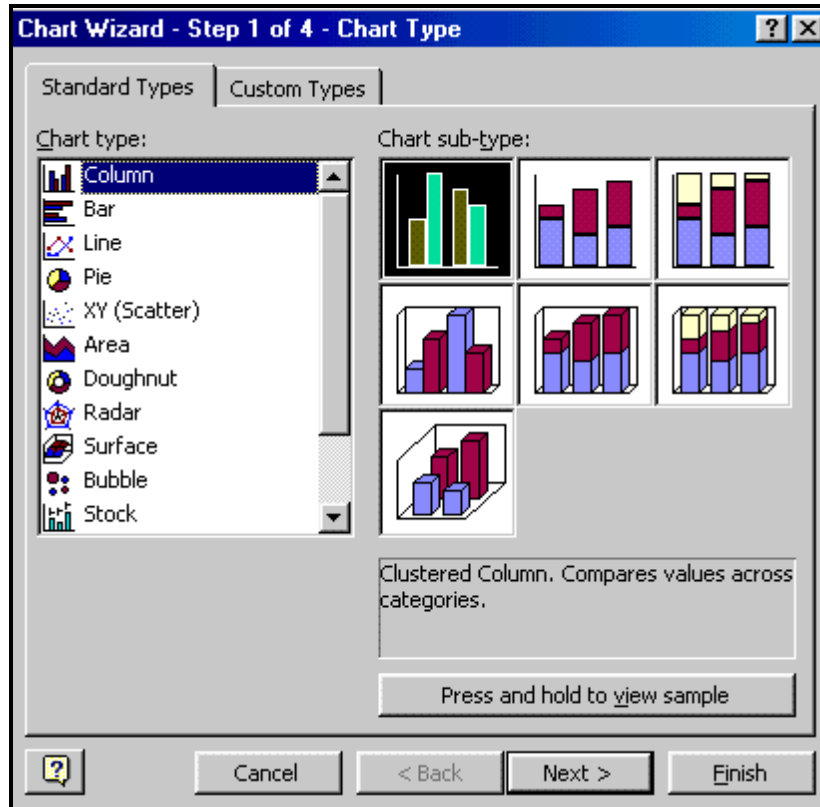 Chart Wizard - Step 1 of 4 - Chart Type
Standard Types
Custom Types
Chart type:
Column
Bar
Line
Pie
XY (Scatter)
Area
Doughnut
Radar
Surface
Bubble
Stock
Chart sub-type:
Clustered Column. Compares values across
categories.
Press and hold to view sample
Cancel
< Back
Next >
Finish